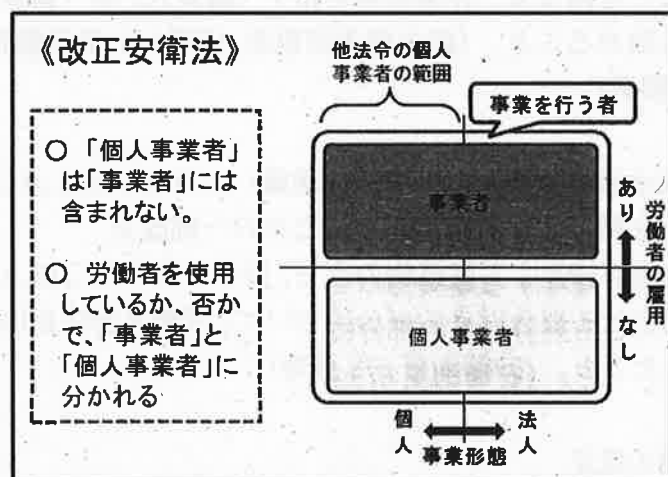 《改正安衛法》
○ 「個人事業者」
は「事業者」には
含まれない。
○ 労働者を使用
しているか、否か
で、「事業者」と
「個人事業者」に
分かれる
他法令の個人
事業者の範囲
事業を行う者
事業者
個人事業者
あり
なし
労働者の雇用
個人
法人
事業形態